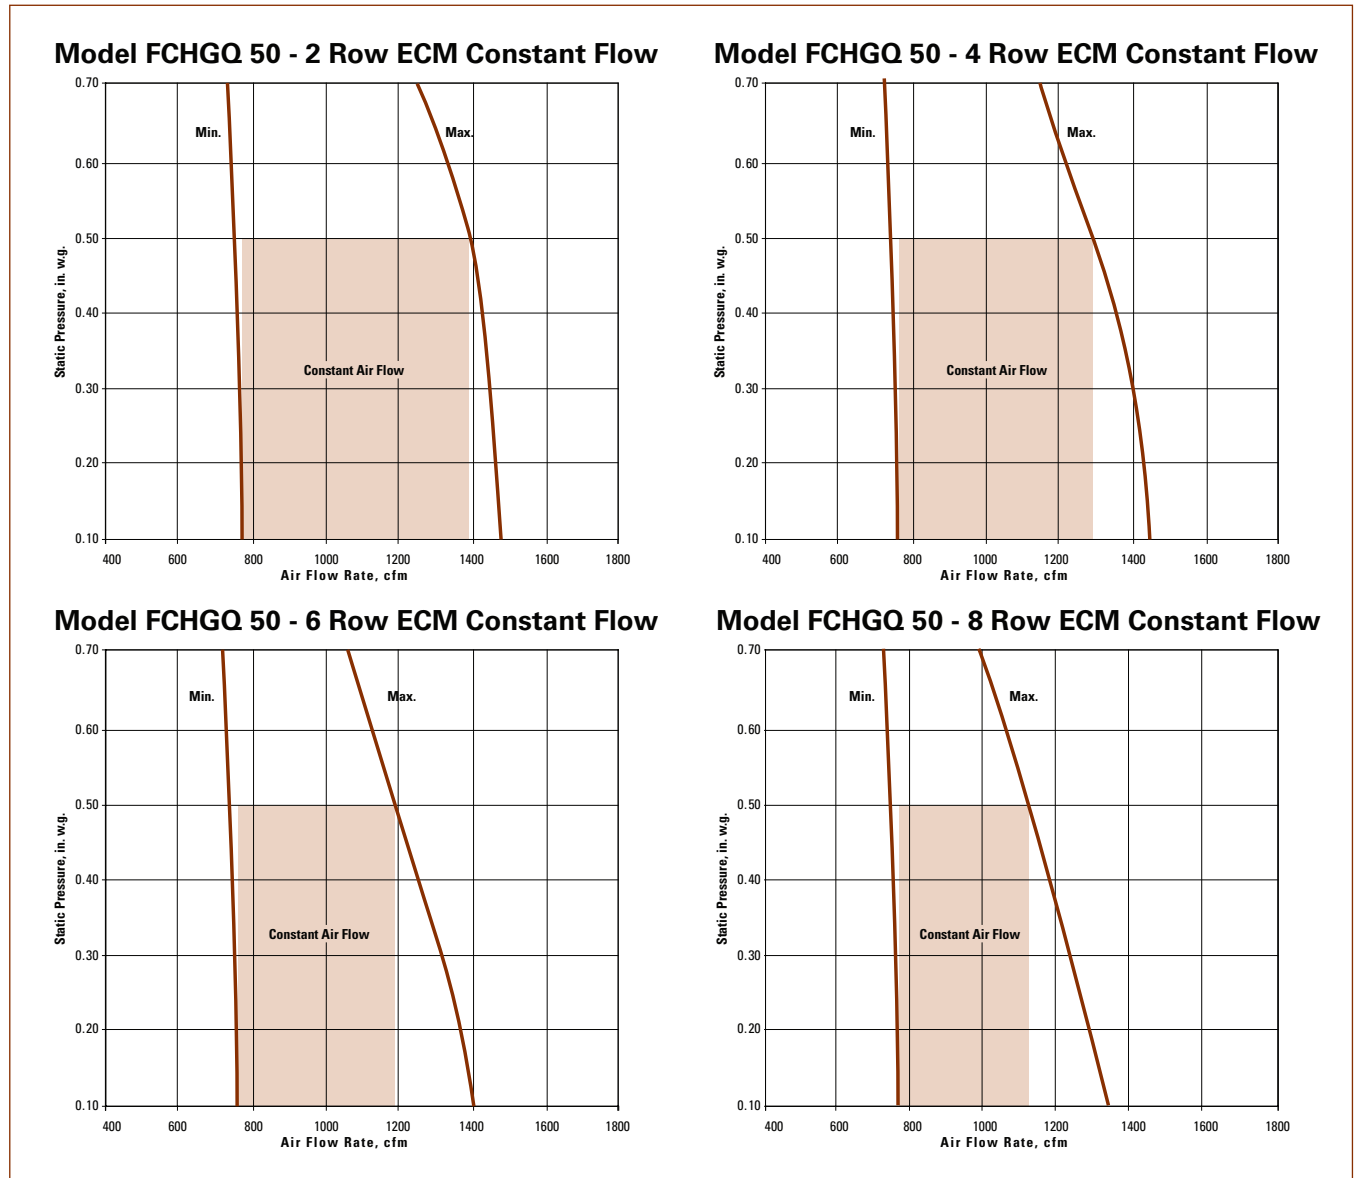 Model FCHGQ 50 - 2 Row ECM Constant Flow
0.70
0.60
0.50
0.40
0.30
0.20
0.10
Static Pressure, in. w.g.
Min.
Max.
Constant Air Flow
400 600 800 1000 1200 1400 1600 1800
Air Flow Rate, cfm
Model FCHGQ 50 - 4 Row ECM Constant Flow
0.70
0.60
0.50
0.40
0.30
0.20
0.10
Static Pressure, in. w.g.
Min.
Max.
Constant Air Flow
400 600 800 1000 1200 1400 1600 1800
Air Flow Rate, cfm
Model FCHGQ 50 - 6 Row ECM Constant Flow
0.70
0.60
0.50
0.40
0.30
0.20
0.10
Static Pressure, in. w.g.
Min.
Max.
Constant Air Flow
400 600 800 1000 1200 1400 1600 1800
Air Flow Rate, cfm
Model FCHGQ 50 - 8 Row ECM Constant Flow
0.70
0.60
0.50
0.40
0.30
0.20
0.10
Static Pressure, in. w.g.
Min.
Max.
Constant Air Flow
400 600 800 1000 1200 1400 1600 1800
Air Flow Rate, cfm